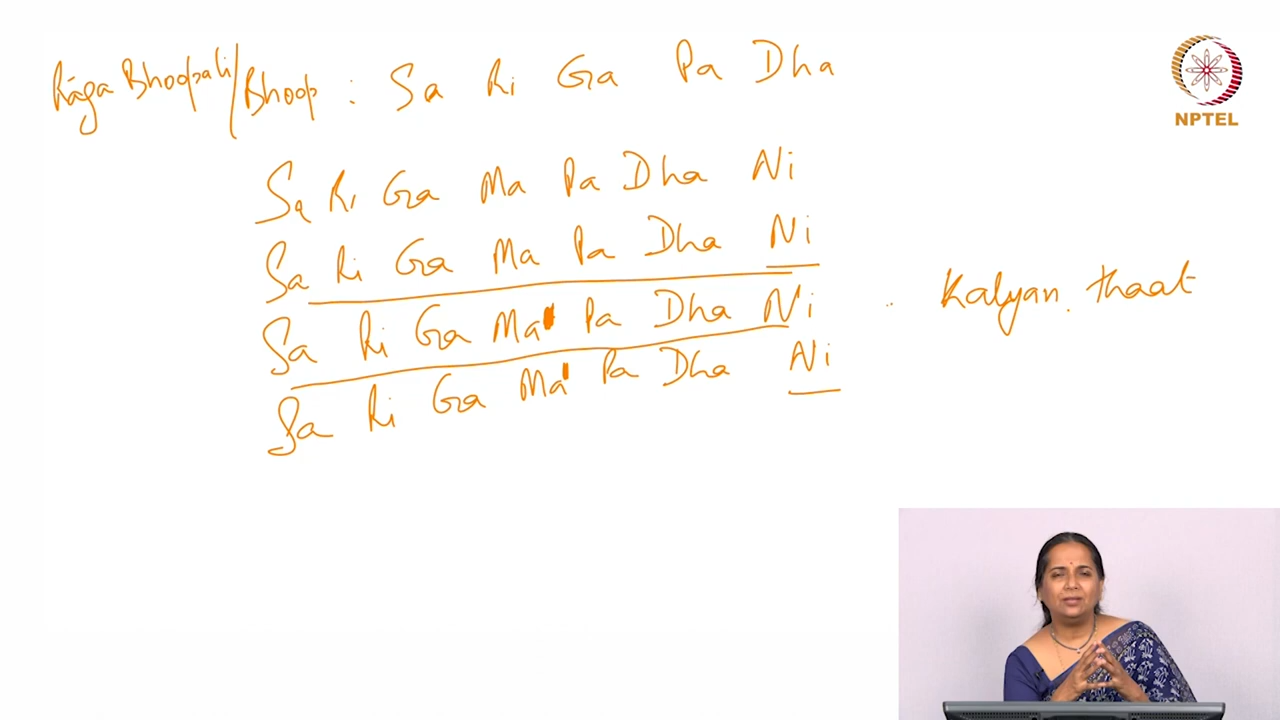 Rāga Bhoopali/Bhoop : Sa Ri Ga Pa Dha
Sa Ri Ga Ma Pa Dha Ni
Sa Ri Ga Ma Pa Dha Ni
Sa Ri Ga Ma' Pa Dha Ni
Kalyan thaat
Sa Ri Ga Ma' Pa Dha Ni
NPTEL